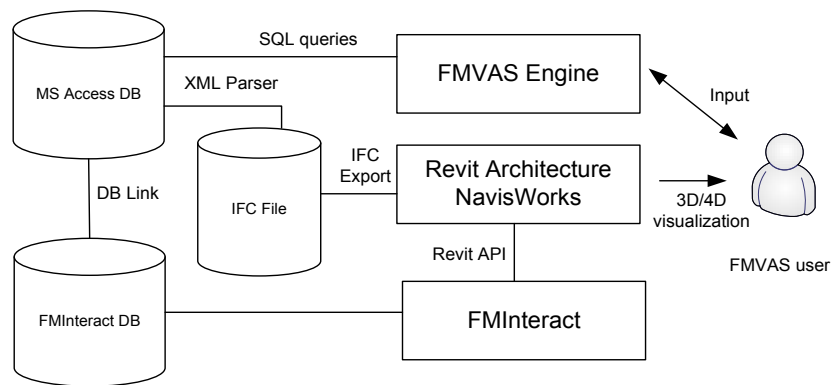 SQL queries
MS Access DB
FMVAS Engine
XML Parser
Input
IFC
Export
Revit Architecture
NavisWorks
DB Link
IFC File
3D/4D
visualization
Revit API
FMVAS user
FMInteract DB
FMInteract